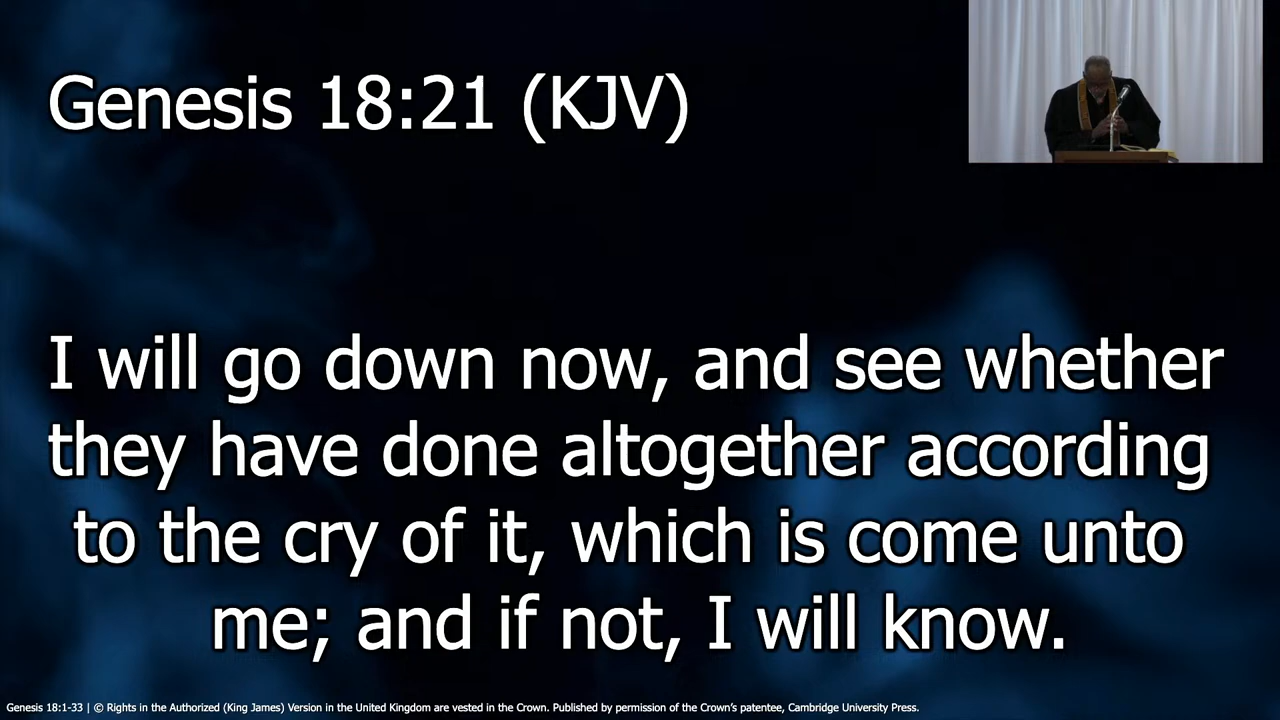 Genesis 18:21 (KJV)
I will go down now, and see whether
they have done altogether according
to the cry of it, which is come unto
me; and if not, I will know.
Genesis 18:1-33 | © Rights in the Authorized (King James) Version in the United Kingdom are vested in the Crown. Published by permission of the Crown’s patentee, Cambridge University Press.